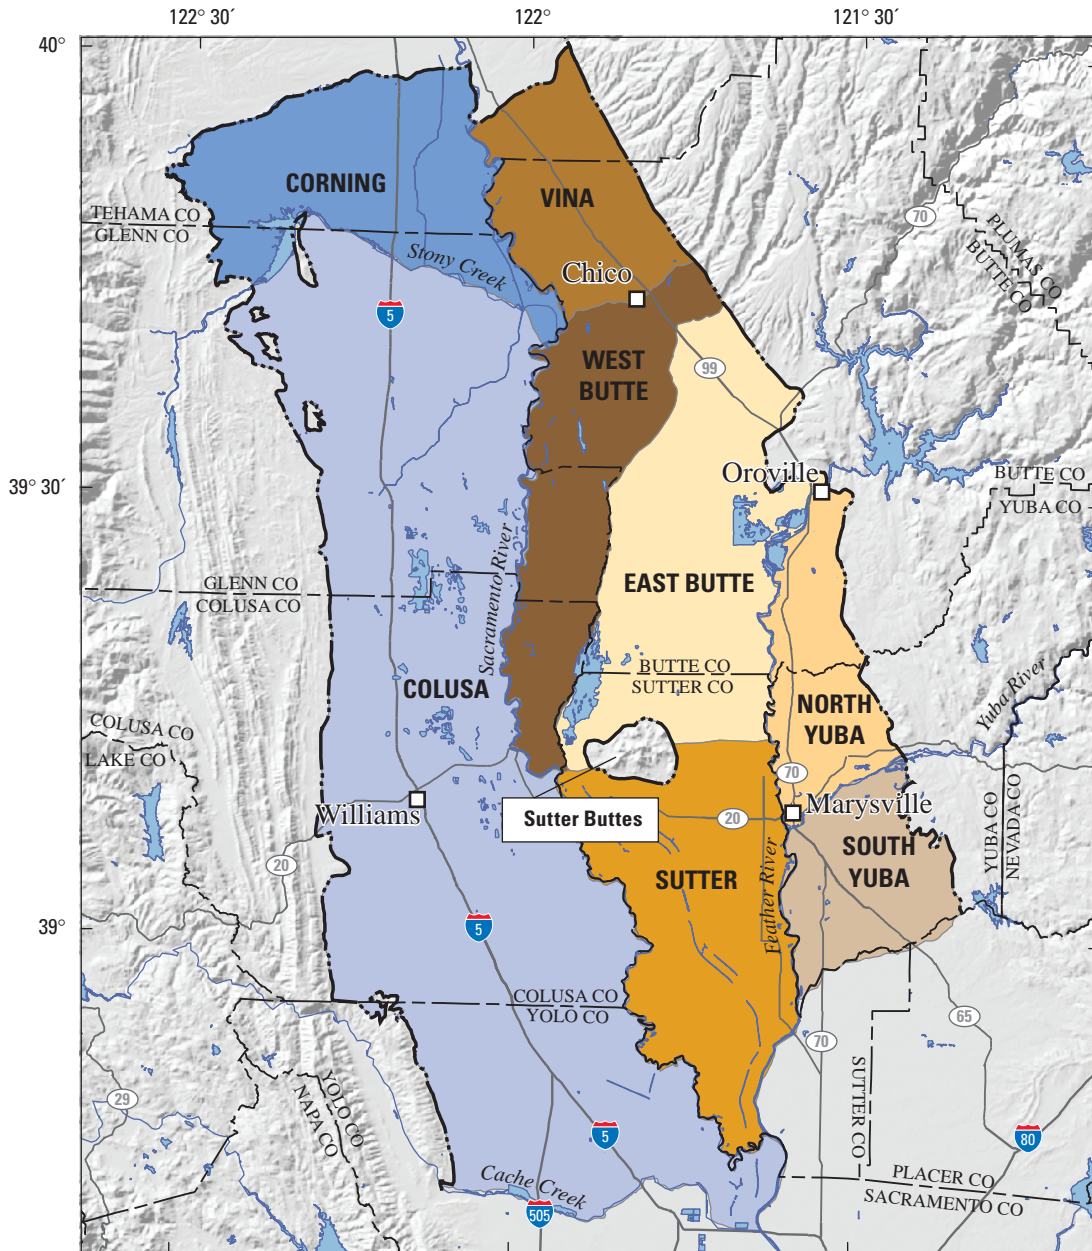 122° 30´
122°
121° 30´
40°
39° 30´
39°
CORNING
VINA
TEHAMA CO
GLENN CO
Stony Creek
Chico
70
PLUMAS CO
BUTTE CO
5
WEST
BUTTE
99
Oroville
BUTTE CO
YUBA CO
Sacramento River
GLENN CO
COLUSA CO
EAST BUTTE
BUTTE CO
SUTTER CO
COLUSA
NORTH
YUBA
Yuba River
COLUSA CO
LAKE CO
70
Williams
Sutter Buttes
20
Marysville
YUBA CO
NEVADA CO
20
SUTTER
Feather River
SOUTH
YUBA
5
COLUSA CO
YOLO CO
70
65
29
YOLO CO
NAPA CO
SUTTER CO
5
80
Cache Creek
505
PLACER CO
SACRAMENTO CO